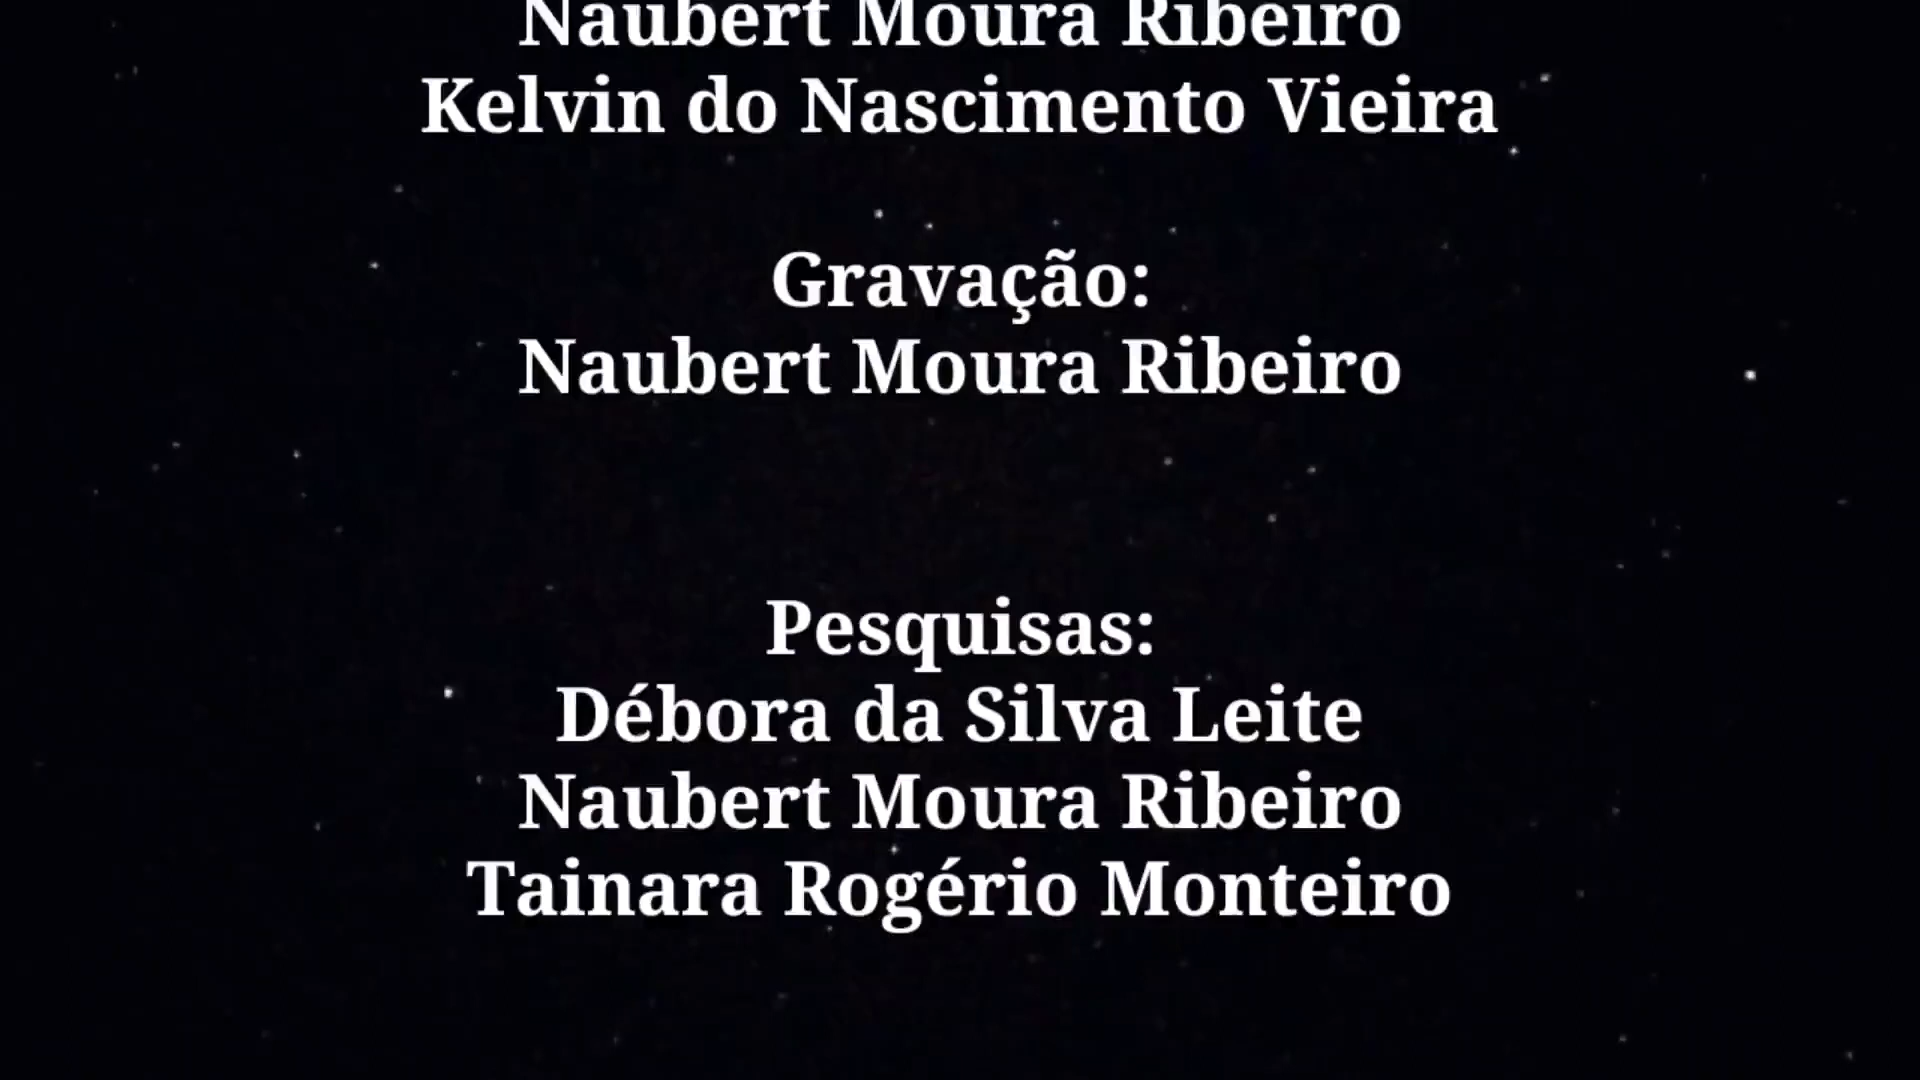 Naubert Moura Ribeiro
Kelvin do Nascimento Vieira
Gravação:
Naubert Moura Ribeiro
Pesquisas:
Débora da Silva Leite
Naubert Moura Ribeiro
Tainara Rogério Monteiro